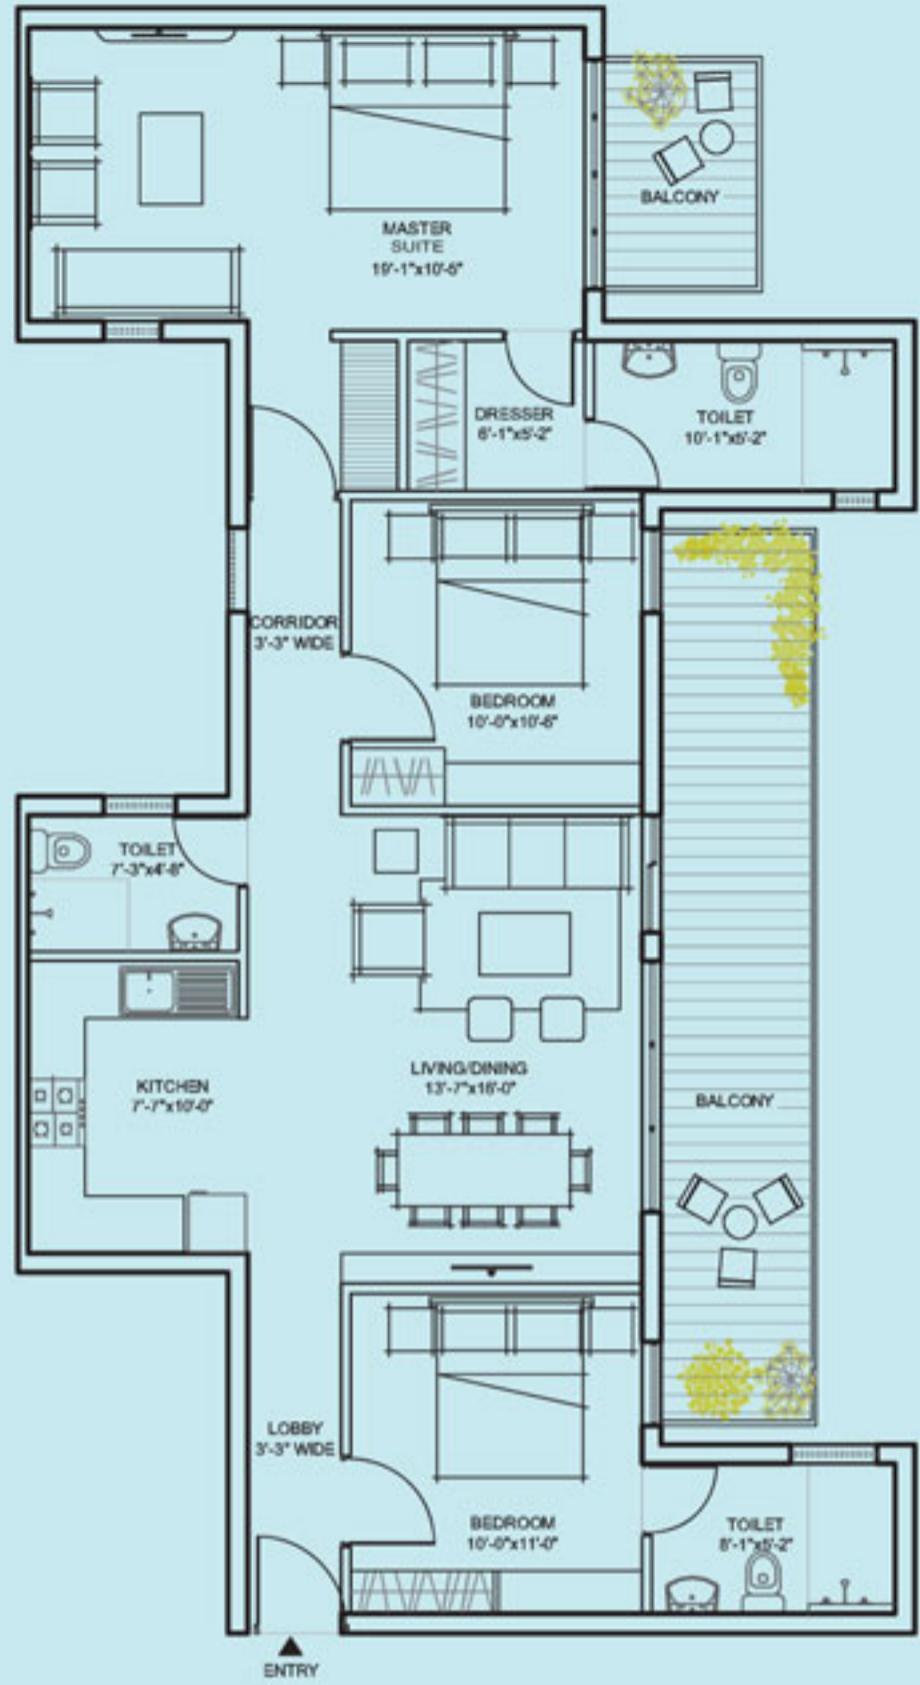 BALCONY
MASTER
SUITE
19'-1"x10'-6"
DRESSER
6'-1"x5'-2"
TOILET
10'-1"x5'-2"
CORRIDOR
3'-3" WIDE
BEDROOM
10'-0"x10'-6"
TOILET
7'-3"x4'-8"
LIVING/DINING
13'-7"x16'-0"
KITCHEN
7'-7"x10'-0"
BALCONY
LOBBY
3'-3" WIDE
BEDROOM
10'-0"x11'-0"
TOILET
8'-1"x5'-2"
ENTRY